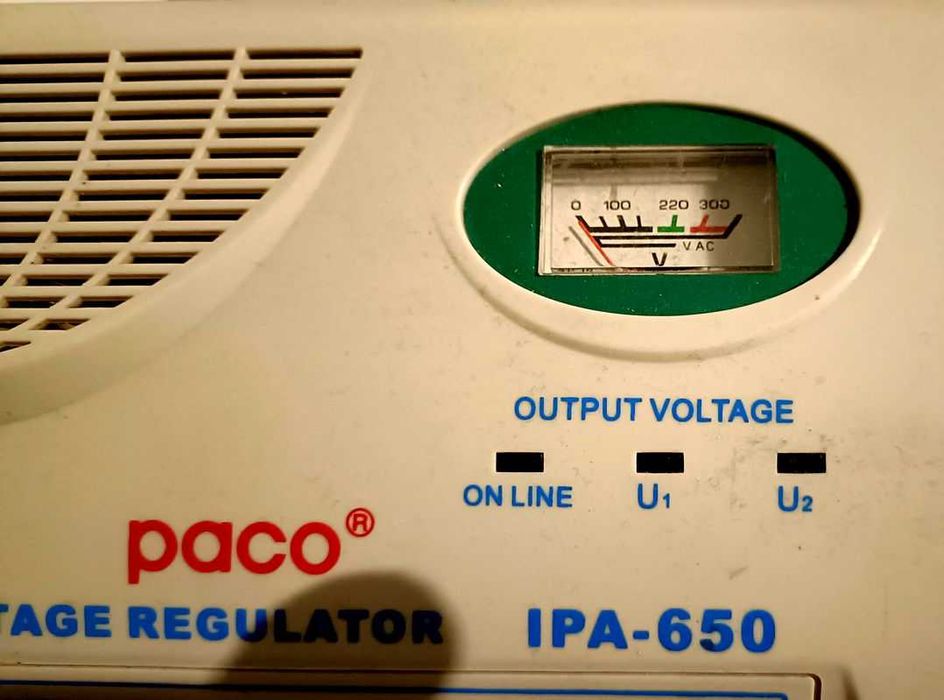 0 100 220 300
V AC
V
OUTPUT VOLTAGE
ON LINE U1 U2
paco®
TAGE REGULATOR IPA-650